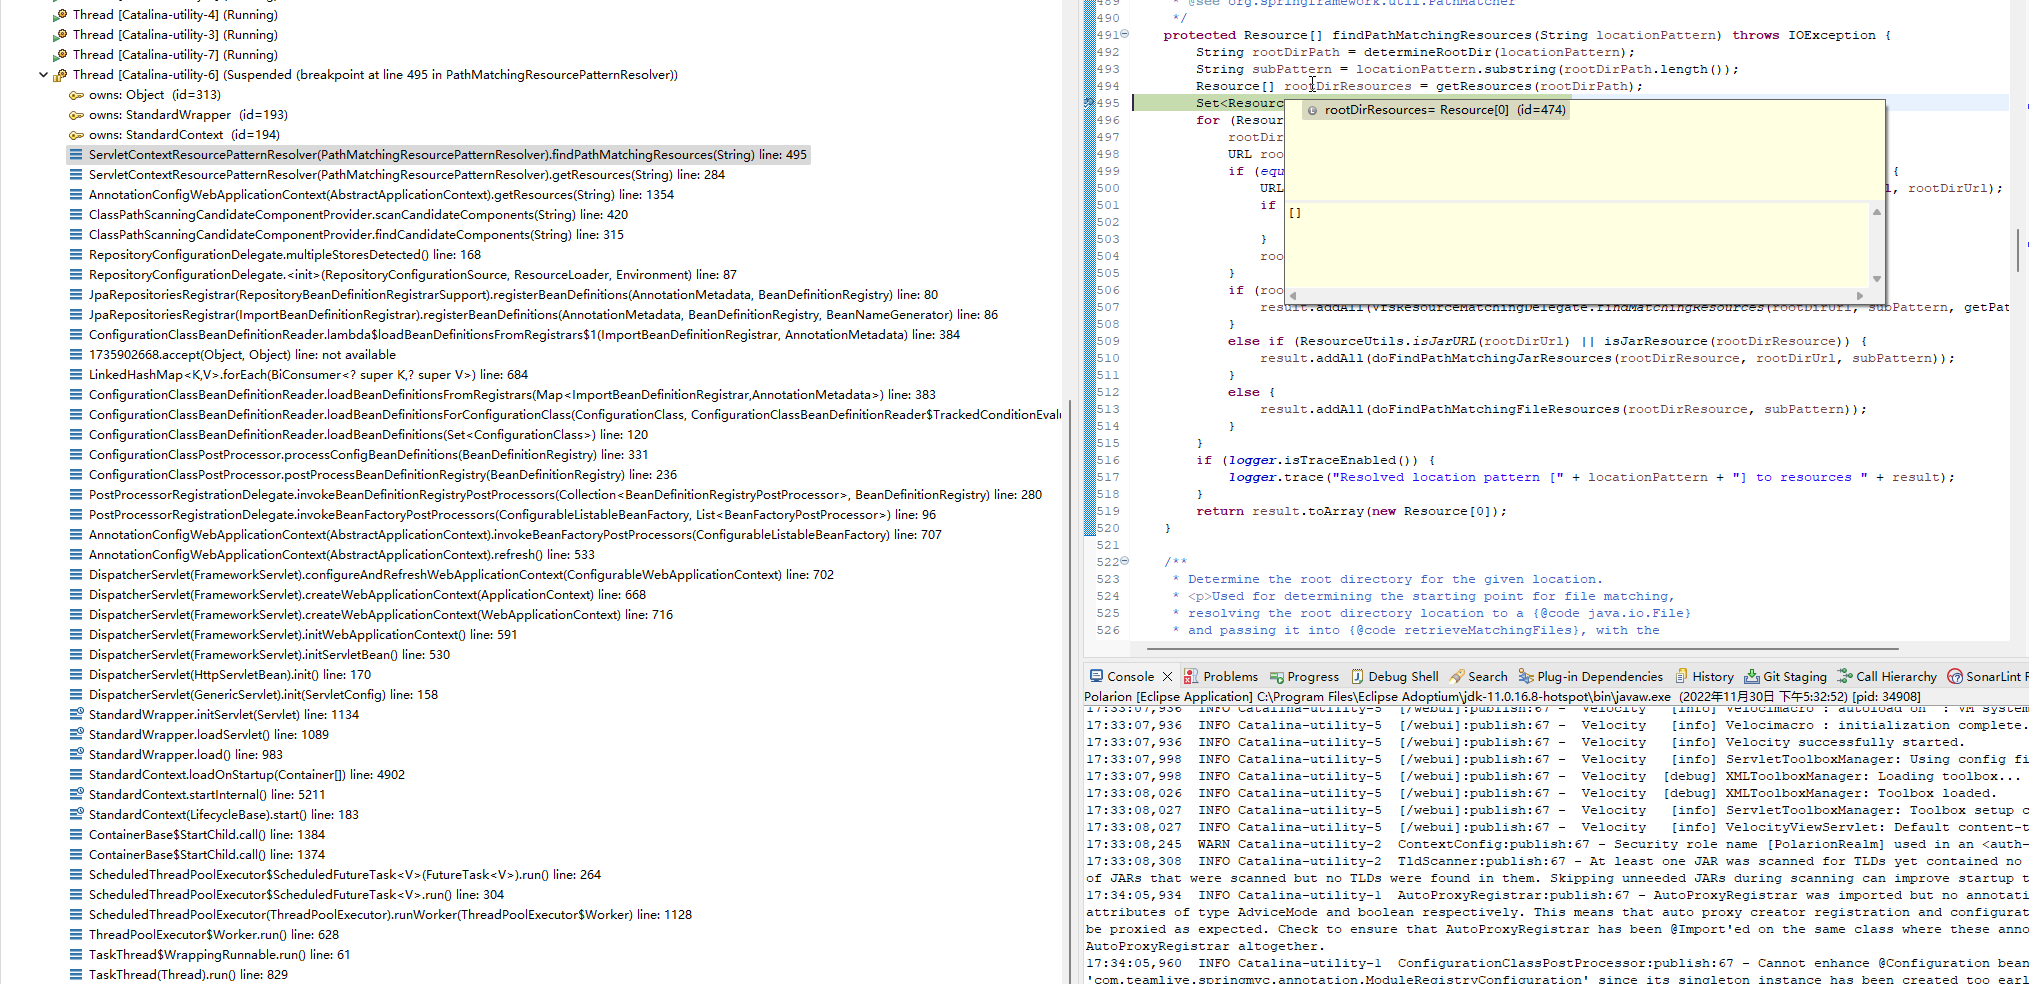 Thread [Catalina-utility-4] (Running)
Thread [Catalina-utility-3] (Running)
Thread [Catalina-utility-7] (Running)
Thread [Catalina-utility-6] (Suspended (breakpoint at line 495 in PathMatchingResourcePatternResolver))
owns: Object  (id=313)
owns: StandardWrapper  (id=193)
owns: StandardContext  (id=194)
ServletContextResourcePatternResolver(PathMatchingResourcePatternResolver).findPathMatchingResources(String) line: 495
ServletContextResourcePatternResolver(PathMatchingResourcePatternResolver).getResources(String) line: 284
AnnotationConfigWebApplicationContext(AbstractApplicationContext).getResources(String) line: 1354
ClassPathScanningCandidateComponentProvider.scanCandidateComponents(String) line: 420
ClassPathScanningCandidateComponentProvider.findCandidateComponents(String) line: 315
RepositoryConfigurationDelegate.multipleStoresDetected() line: 168
RepositoryConfigurationDelegate.<init>(RepositoryConfigurationSource, ResourceLoader, Environment) line: 87
JpaRepositoriesRegistrar(RepositoryBeanDefinitionRegistrarSupport).registerBeanDefinitions(AnnotationMetadata, BeanDefinitionRegistry) line: 80
JpaRepositoriesRegistrar(ImportBeanDefinitionRegistrar).registerBeanDefinitions(AnnotationMetadata, BeanDefinitionRegistry, BeanNameGenerator) line: 86
ConfigurationClassBeanDefinitionReader.lambda$loadBeanDefinitionsFromRegistrars$1(ImportBeanDefinitionRegistrar, AnnotationMetadata) line: 384
1735902668.accept(Object, Object) line: not available
LinkedHashMap<K,V>.forEach(BiConsumer<? super K,? super V>) line: 684
ConfigurationClassBeanDefinitionReader.loadBeanDefinitionsFromRegistrars(Map<ImportBeanDefinitionRegistrar,AnnotationMetadata>) line: 383
ConfigurationClassBeanDefinitionReader.loadBeanDefinitionsForConfigurationClass(ConfigurationClass, ConfigurationClassBeanDefinitionReader$TrackedConditionEvalu
ConfigurationClassBeanDefinitionReader.loadBeanDefinitions(Set<ConfigurationClass>) line: 120
ConfigurationClassPostProcessor.processConfigBeanDefinitions(BeanDefinitionRegistry) line: 331
ConfigurationClassPostProcessor.postProcessBeanDefinitionRegistry(BeanDefinitionRegistry) line: 236
PostProcessorRegistrationDelegate.invokeBeanDefinitionRegistryPostProcessors(Collection<BeanDefinitionRegistryPostProcessor>, BeanDefinitionRegistry) line: 280
PostProcessorRegistrationDelegate.invokeBeanFactoryPostProcessors(ConfigurableListableBeanFactory, List<BeanFactoryPostProcessor>) line: 96
AnnotationConfigWebApplicationContext(AbstractApplicationContext).invokeBeanFactoryPostProcessors(ConfigurableListableBeanFactory) line: 707
AnnotationConfigWebApplicationContext(AbstractApplicationContext).refresh() line: 533
DispatcherServlet(FrameworkServlet).configureAndRefreshWebApplicationContext(ConfigurableWebApplicationContext) line: 702
DispatcherServlet(FrameworkServlet).createWebApplicationContext(ApplicationContext) line: 668
DispatcherServlet(FrameworkServlet).createWebApplicationContext(WebApplicationContext) line: 716
DispatcherServlet(FrameworkServlet).initWebApplicationContext() line: 591
DispatcherServlet(FrameworkServlet).initServletBean() line: 530
DispatcherServlet(HttpServletBean).init() line: 170
DispatcherServlet(GenericServlet).init(ServletConfig) line: 158
StandardWrapper.initServlet(Servlet) line: 1134
StandardWrapper.loadServlet() line: 1089
StandardWrapper.load() line: 983
StandardContext.loadOnStartup(Container[]) line: 4902
StandardContext.startInternal() line: 5211
StandardContext(LifecycleBase).start() line: 183
ContainerBase$StartChild.call() line: 1384
ContainerBase$StartChild.call() line: 1374
ScheduledThreadPoolExecutor$ScheduledFutureTask<V>(FutureTask<V>).run() line: 264
ScheduledThreadPoolExecutor$ScheduledFutureTask<V>.run() line: 304
ScheduledThreadPoolExecutor(ThreadPoolExecutor).runWorker(ThreadPoolExecutor$Worker) line: 1128
ThreadPoolExecutor$Worker.run() line: 628
TaskThread$WrappingRunnable.run() line: 61
TaskThread(Thread).run() line: 829
489 * @see org.springframework.util.PathMatcher
490 */
491 protected Resource[] findPathMatchingResources(String locationPattern) throws IOException {
492 String rootDirPath = determineRootDir(locationPattern);
493 String subPattern = locationPattern.substring(rootDirPath.length());
494 Resource[] rootDirResources = getResources(rootDirPath);
495 Set<Resourc
rootDirResources= Resource[0]  (id=474)
[]
496 for (Resour
497 rootDir
498 URL roo
499 if (equ {
500 URL l, rootDirUrl);
501 if
502
503 }
504 roo
505 }
506 if (roo
507 result.addAll(VfsResourceMatchingDelegate.findMatchingResources(rootDirUrl, subPattern, getPat
508 }
509 else if (ResourceUtils.isJarURL(rootDirUrl) || isJarResource(rootDirResource)) {
510 result.addAll(doFindPathMatchingJarResources(rootDirResource, rootDirUrl, subPattern));
511 }
512 else {
513 result.addAll(doFindPathMatchingFileResources(rootDirResource, subPattern));
514 }
515 }
516 if (logger.isTraceEnabled()) {
517 logger.trace("Resolved location pattern [" + locationPattern + "] to resources " + result);
518 }
519 return result.toArray(new Resource[0]);
520 }
521
522 /**
523 * Determine the root directory for the given location.
524 * <p>Used for determining the starting point for file matching,
525 * resolving the root directory location to a {@code java.io.File}
526 * and passing it into {@code retrieveMatchingFiles}, with the
Console Problems Progress Debug Shell Search Plug-in Dependencies History Git Staging Call Hierarchy SonarLint R
Polarion [Eclipse Application] C:\Program Files\Eclipse Adoptium\jdk-11.0.16.8-hotspot\bin\javaw.exe  (2022年11月30日 下午5:32:52) [pid: 34908]
17:33:07,936  INFO Catalina-utility-5  [/webui]:publish:67 -  Velocity   [info] Velocimacro : autoload on  : VM system
17:33:07,936  INFO Catalina-utility-5  [/webui]:publish:67 -  Velocity   [info] Velocimacro : initialization complete.
17:33:07,936  INFO Catalina-utility-5  [/webui]:publish:67 -  Velocity   [info] Velocity successfully started.
17:33:07,998  INFO Catalina-utility-5  [/webui]:publish:67 -  Velocity   [info] ServletToolboxManager: Using config fi
17:33:07,998  INFO Catalina-utility-5  [/webui]:publish:67 -  Velocity  [debug] XMLToolboxManager: Loading toolbox...
17:33:08,026  INFO Catalina-utility-5  [/webui]:publish:67 -  Velocity  [debug] XMLToolboxManager: Toolbox loaded.
17:33:08,027  INFO Catalina-utility-5  [/webui]:publish:67 -  Velocity   [info] ServletToolboxManager: Toolbox setup c
17:33:08,027  INFO Catalina-utility-5  [/webui]:publish:67 -  Velocity   [info] VelocityViewServlet: Default content-t
17:33:08,245  WARN Catalina-utility-2  ContextConfig:publish:67 - Security role name [PolarionRealm] used in an <auth-
17:33:08,308  INFO Catalina-utility-2  TldScanner:publish:67 - At least one JAR was scanned for TLDs yet contained no
of JARs that were scanned but no TLDs were found in them. Skipping unneeded JARs during scanning can improve startup t
17:34:05,934  INFO Catalina-utility-1  AutoProxyRegistrar:publish:67 - AutoProxyRegistrar was imported but no annotati
attributes of type AdviceMode and boolean respectively. This means that auto proxy creator registration and configurat
be proxied as expected. Check to ensure that AutoProxyRegistrar has been @Import'ed on the same class where these anno
AutoProxyRegistrar altogether.
17:34:05,960  INFO Catalina-utility-1  ConfigurationClassPostProcessor:publish:67 - Cannot enhance @Configuration bean
'com.teamlive.springmvc.annotation.ModuleRegistryConfiguration' since its singleton instance has been created too earl